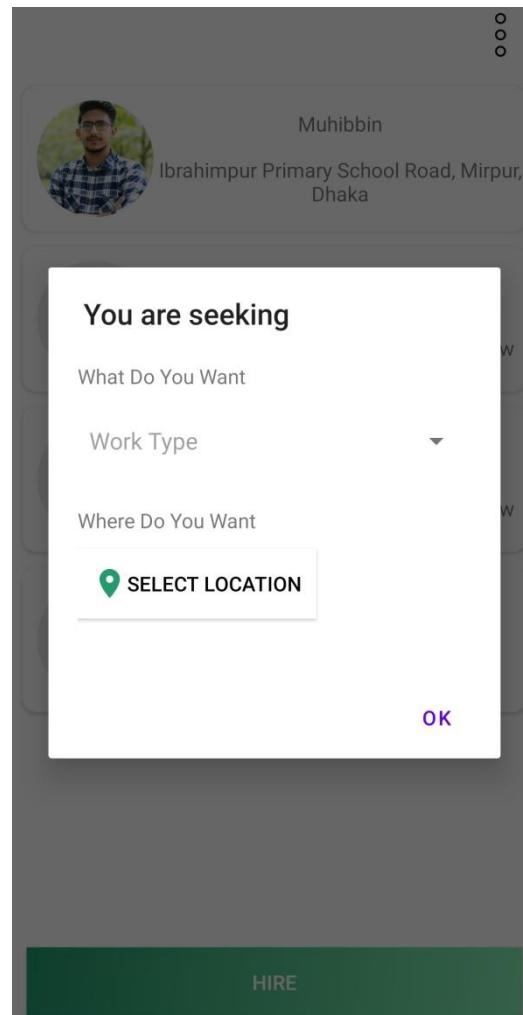 Muhibbin
Ibrahimpur Primary School Road, Mirpur,
Dhaka
You are seeking
w
What Do You Want
Work Type
w
Where Do You Want
SELECT LOCATION
OK
HIRE